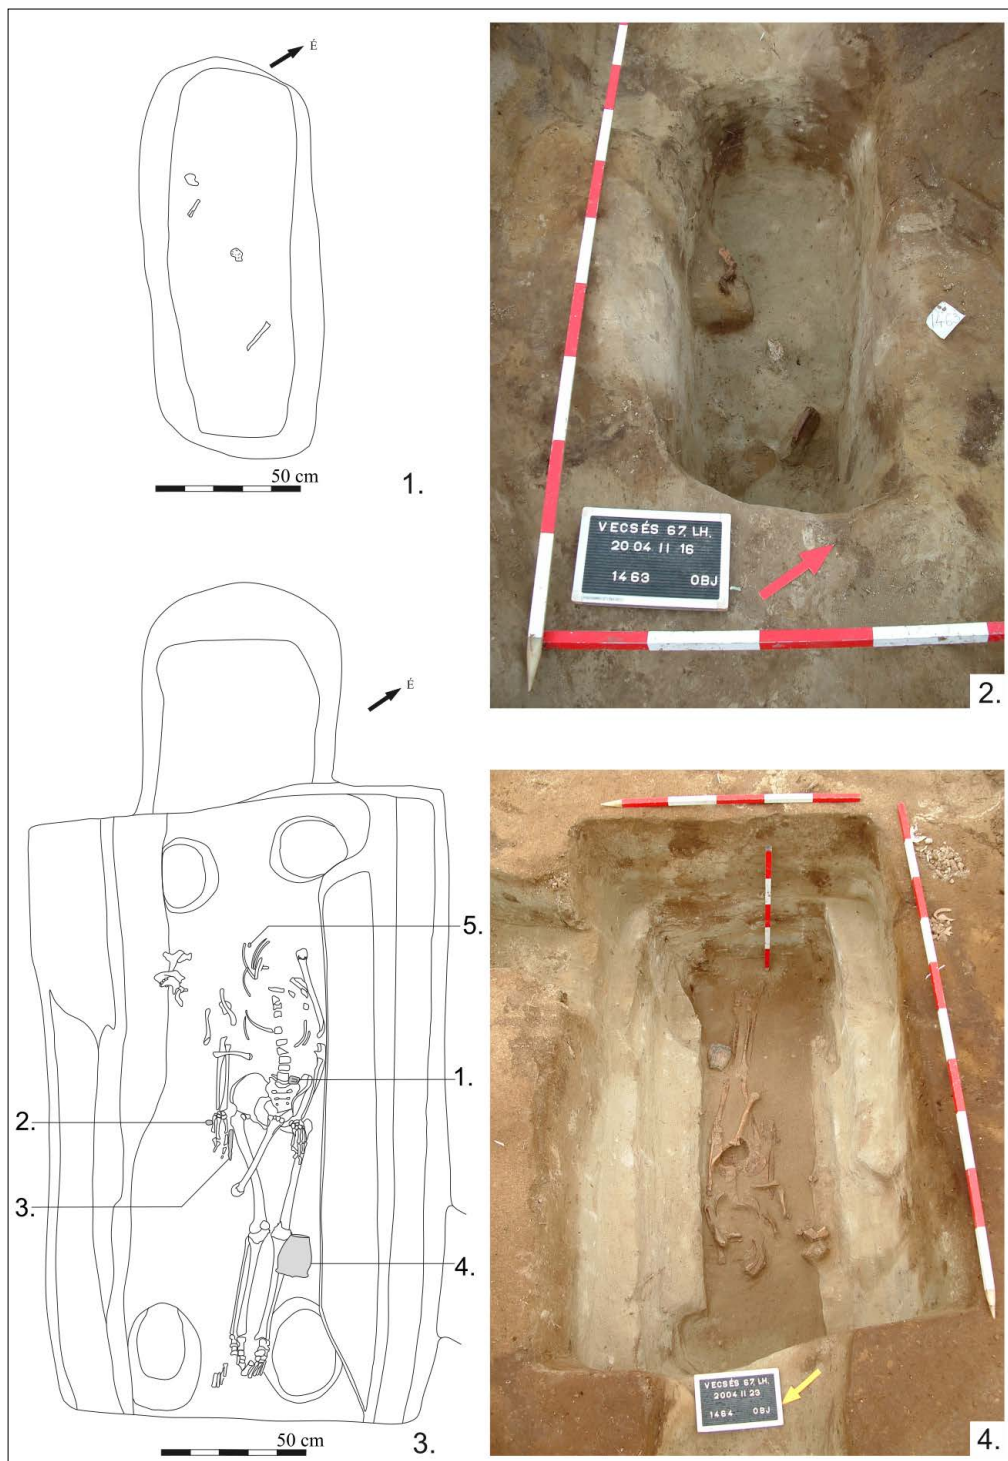 É
50 cm
1.
VECSÉS 67. LH.
2004 11 16
1463 OBJ
2.
É
5.
1.
2.
3.
4.
50 cm
3.
VECSÉS 67. LH.
2004 11 23
1464 OBJ
4.